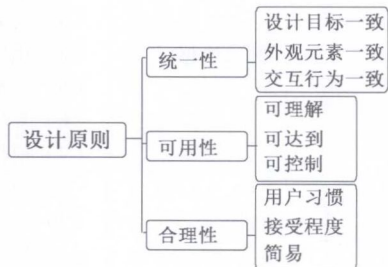 设计原则
统一性
设计目标一致
外观元素一致
交互行为一致
可用性
可理解
可达到
可控制
合理性
用户习惯
接受程度
简易